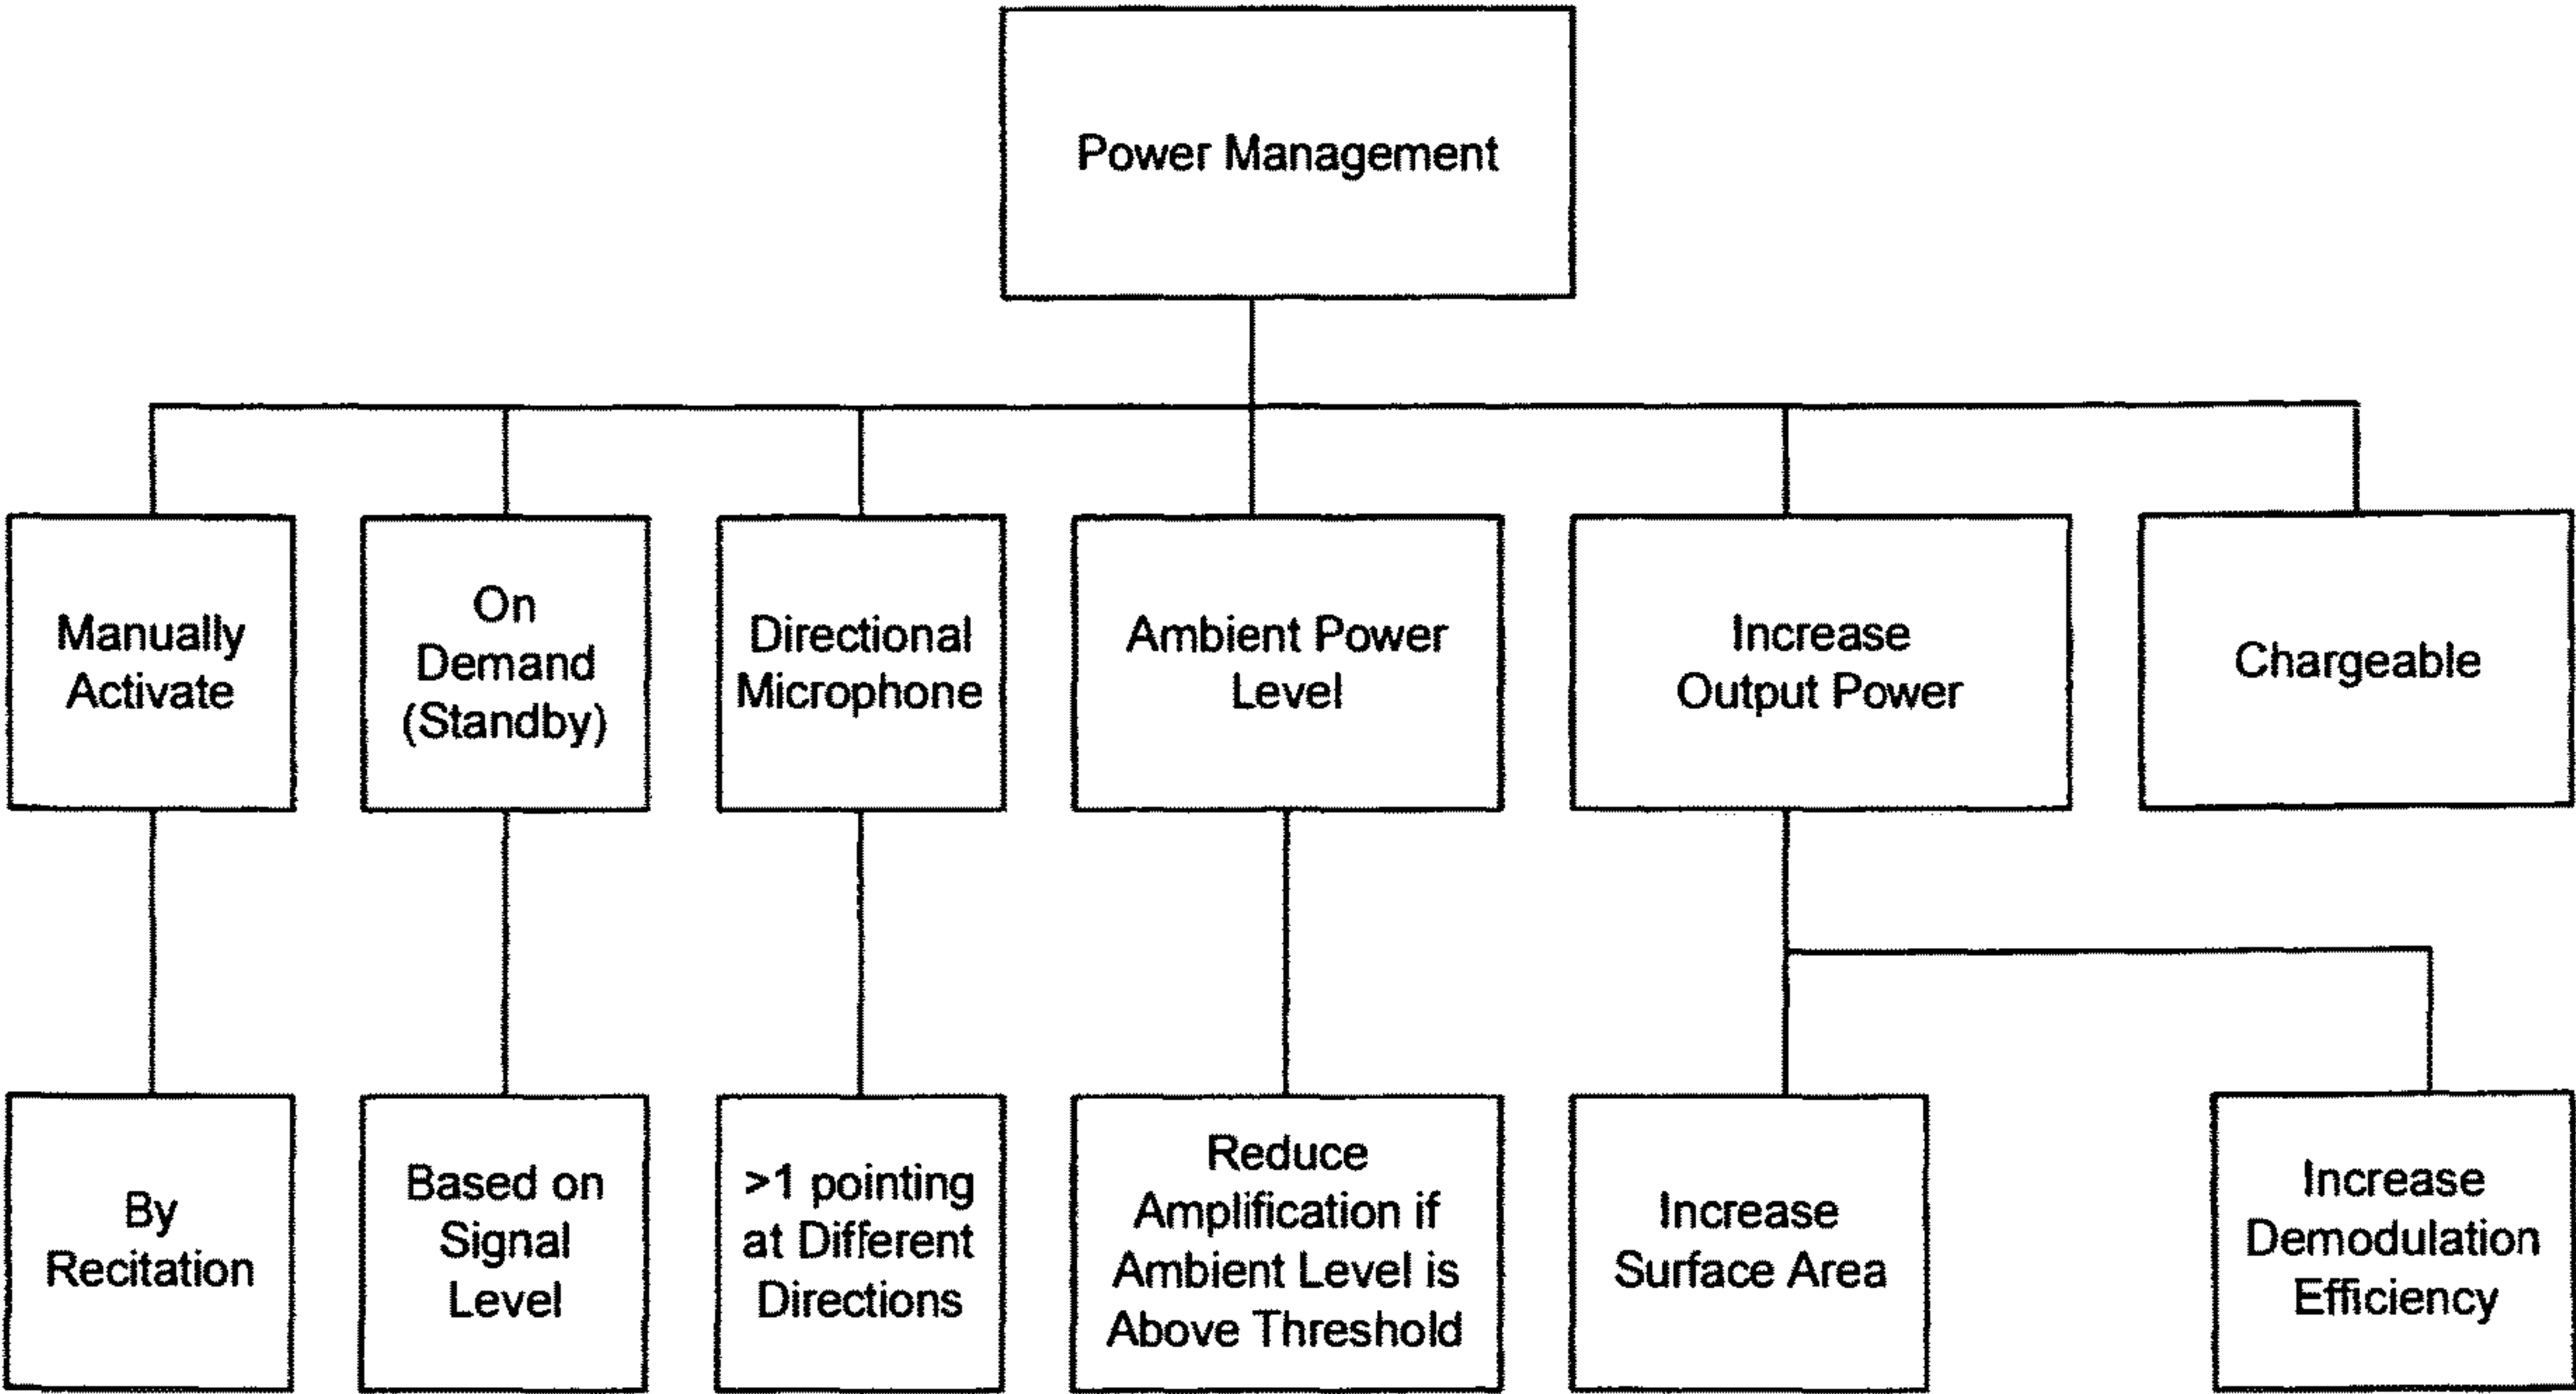 Power Management
Manually
Activate
On
Demand
(Standby)
Directional
Microphone
Ambient Power
Level
Increase
Output Power
Chargeable
By
Recitation
Based on
Signal
Level
>1 pointing
at Different
Directions
Reduce
Amplification if
Ambient Level is
Above Threshold
Increase
Surface Area
Increase
Demodulation
Efficiency